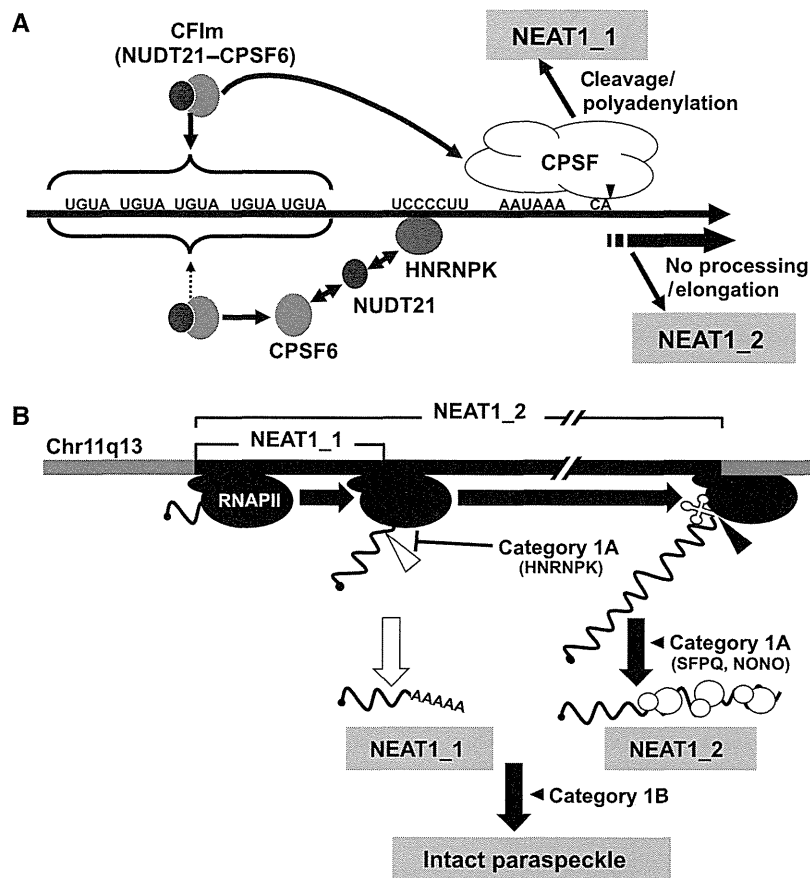 A
CFIm
(NUDT21–CPSF6)
NEAT1_1
Cleavage/
polyadenylation
CPSF
UGUA UGUA UGUA UGUA UGUA UCCCCUU AAUAAA CA
HNRNPK
NUDT21
CPSF6
No processing
/elongation
NEAT1_2
B
NEAT1_2
Chr11q13
NEAT1_1
RNAPII
Category 1A
(HNRNPK)
Category 1A
(SFPQ, NONO)
AAAAA
NEAT1_1
NEAT1_2
Category 1B
Intact paraspeckle